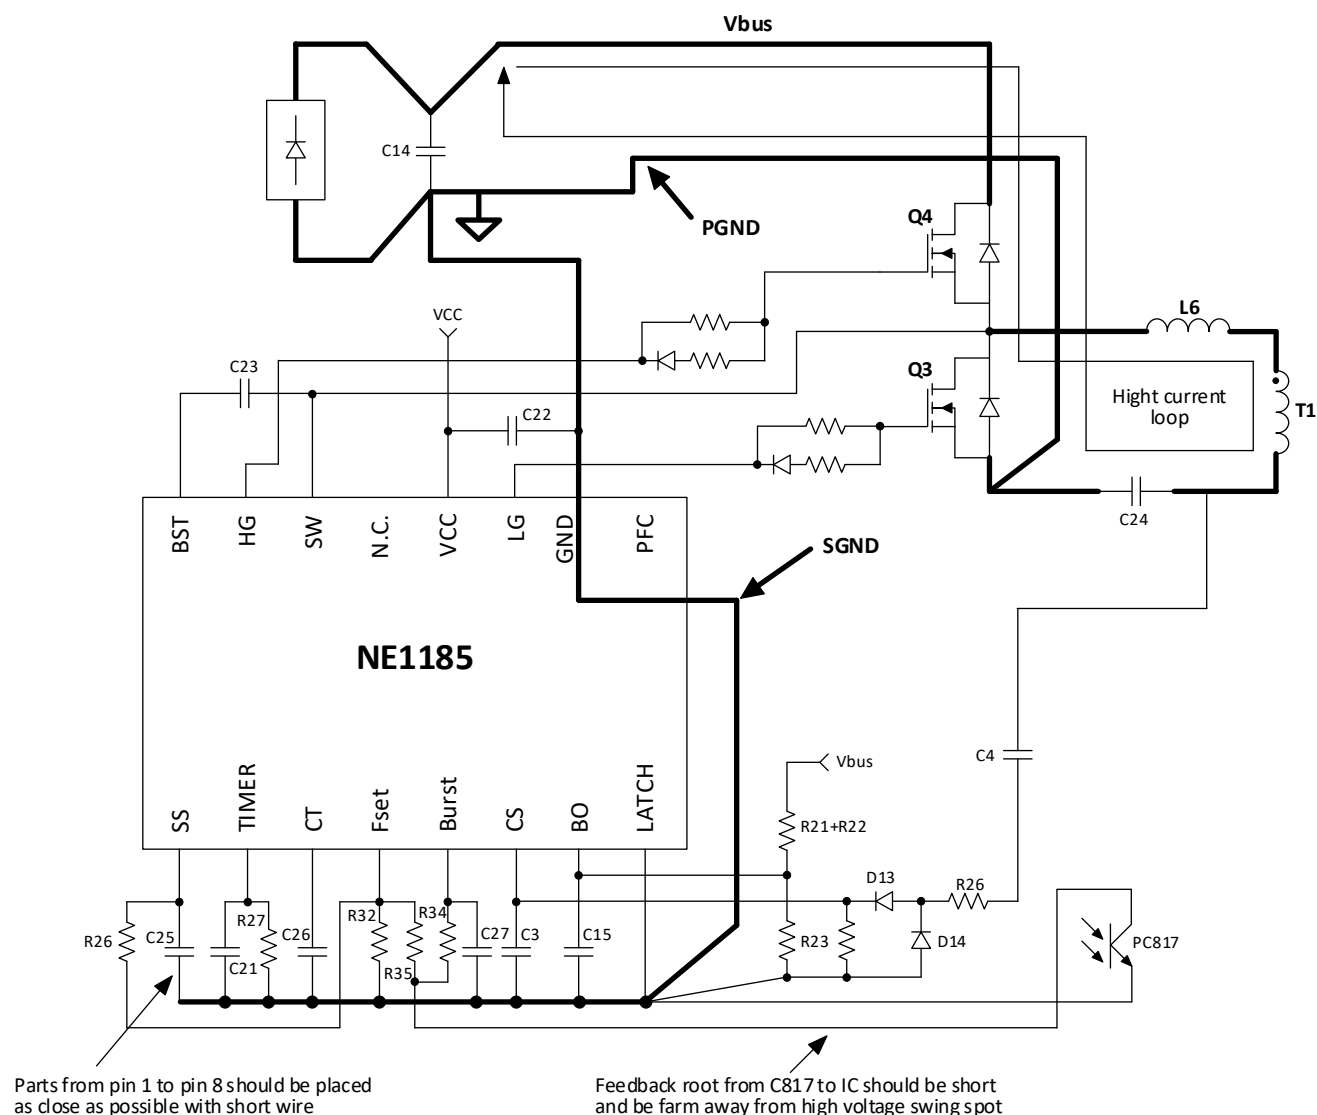 Vbus
C14
PGND
Q4
VCC
L6
C23
Q3
C22
Hight current
loop
T1
C24
BST
HG
SW
N.C.
VCC
LG
GND
PFC
SGND
NE1185
C4
Vbus
SS
TIMER
CT
Fset
Burst
CS
BO
LATCH
R21+R22
D13
R26
R26
C25
R27
C21
C26
R32
R34
R35
C27
C3
C15
R23
D14
PC817
Parts from pin 1 to pin 8 should be placed
as close as possible with short wire
Feedback root from C817 to IC should be short
and be farm away from high voltage swing spot